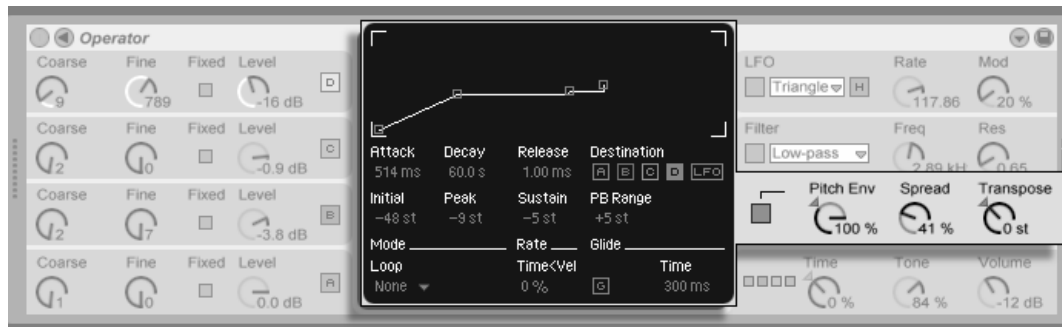 Operator
Coarse Fine Fixed Level
9 789 -16 dB D
Coarse Fine Fixed Level
2 0 -0.9 dB C
Coarse Fine Fixed Level
2 7 -3.8 dB B
Coarse Fine Fixed Level
1 0 0.0 dB A
Attack Decay Release Destination
514 ms 60.0 s 1.00 ms A B C D LFO
Initial Peak Sustain PB Range
-48 st -9 st -5 st +5 st
Mode Rate Glide
Loop Time<Vel Time
None 0 % G 300 ms
LFO Rate Mod
Triangle H 117.86 20 %
Filter Freq Res
Low-pass 2.89 kH 0.65
Pitch Env Spread Transpose
100 % 41 % 0 st
Time Tone Volume
0 % 84 % -12 dB